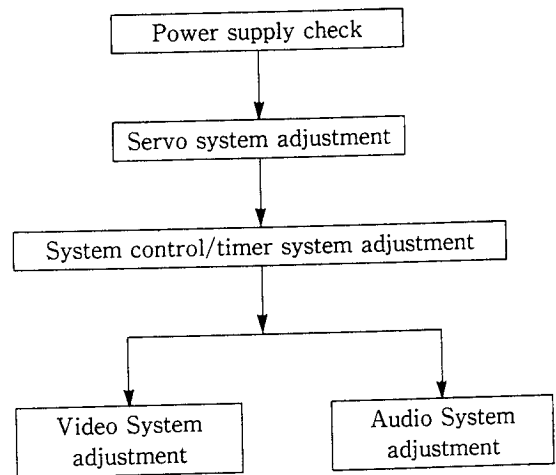 Power supply check
Servo system adjustment
System control/timer system adjustment
Video System
adjustment
Audio System
adjustment